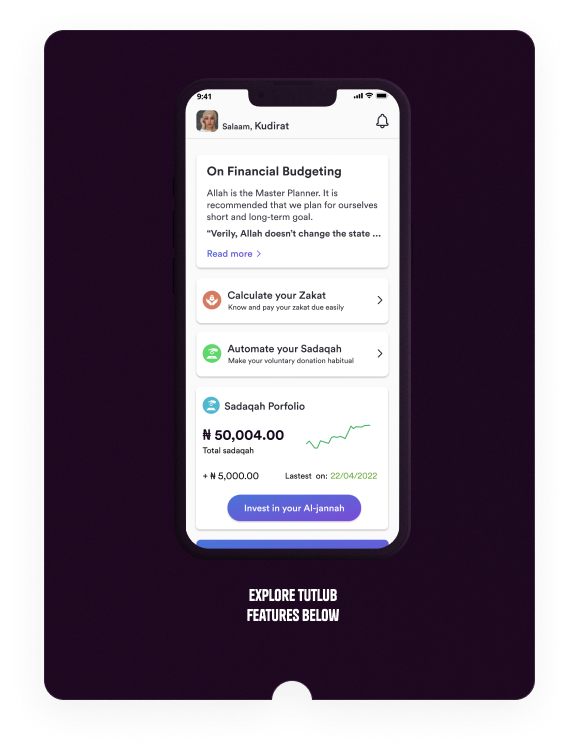 9:41
Salaam, Kudirat
On Financial Budgeting
Allah is the Master Planner. It is
recommended that we plan for ourselves
short and long-term goal.
“Verily, Allah doesn’t change the state ...
Read more >
Calculate your Zakat
Know and pay your zakat due easily
Automate your Sadaqah
Make your voluntary donation habitual
Sadaqah Porfolio
₦ 50,004.00
Total sadaqah
+ ₦ 5,000.00 Lastest on: 22/04/2022
Invest in your Al-jannah
EXPLORE TUTLUB
FEATURES BELOW